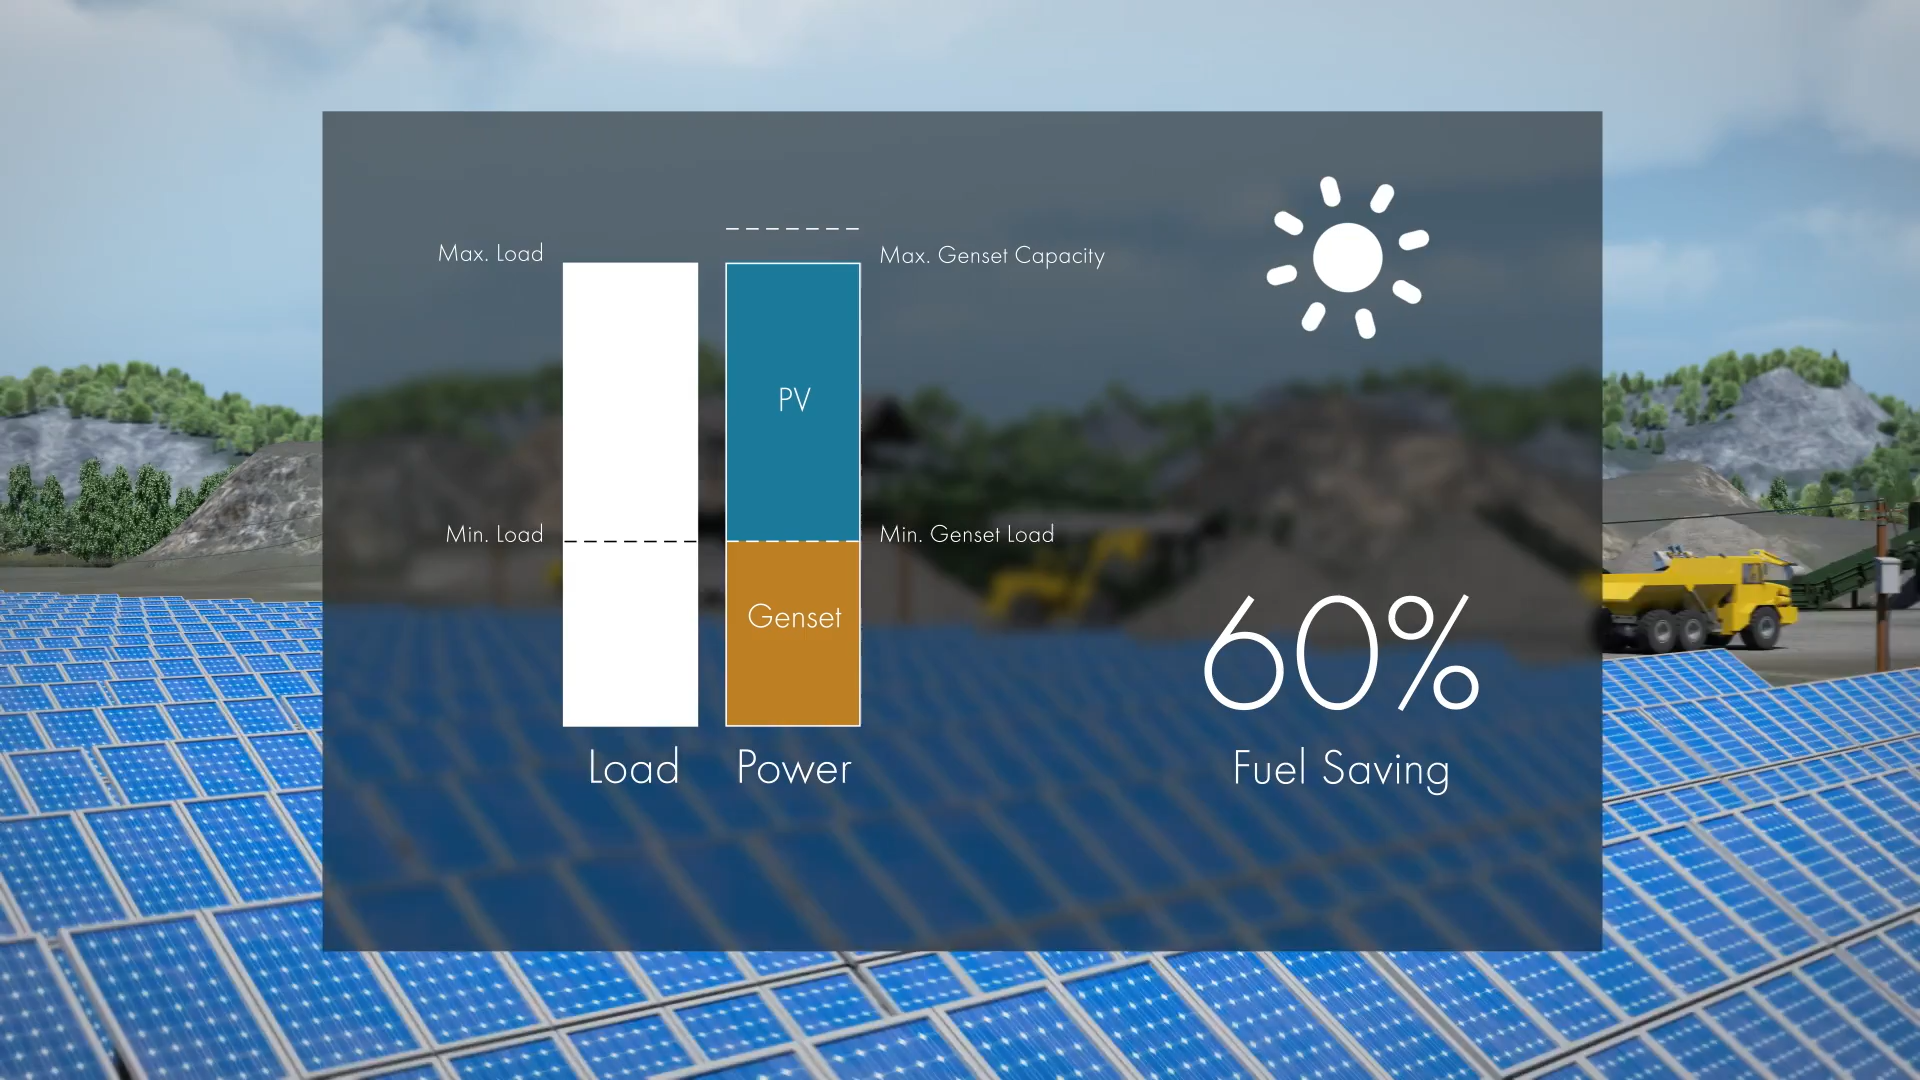 Max. Load
Max. Genset Capacity
PV
Min. Load
Min. Genset Load
Genset
60%
Load
Power
Fuel Saving